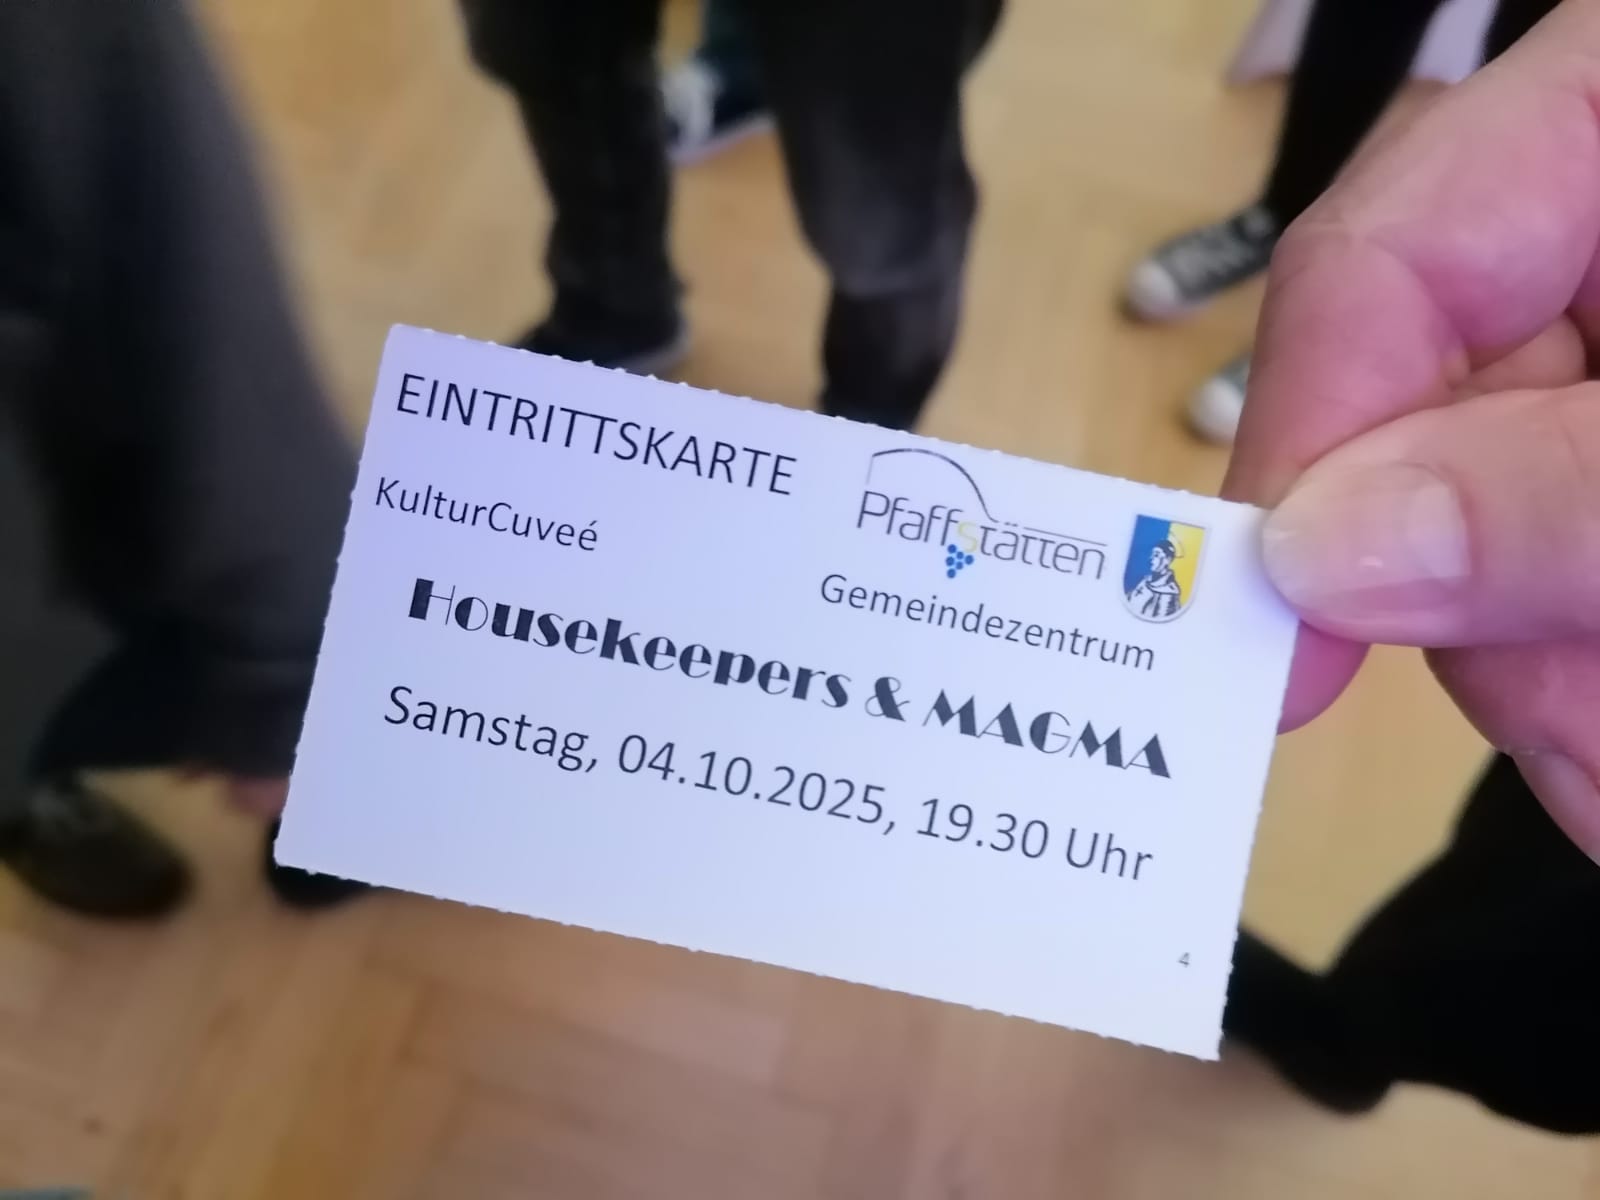 EINTRITTSKARTE
KulturCuveé
Pfaffstätten
Gemeindezentrum
Housekeepers & MAGMA
Samstag, 04.10.2025, 19.30 Uhr
4